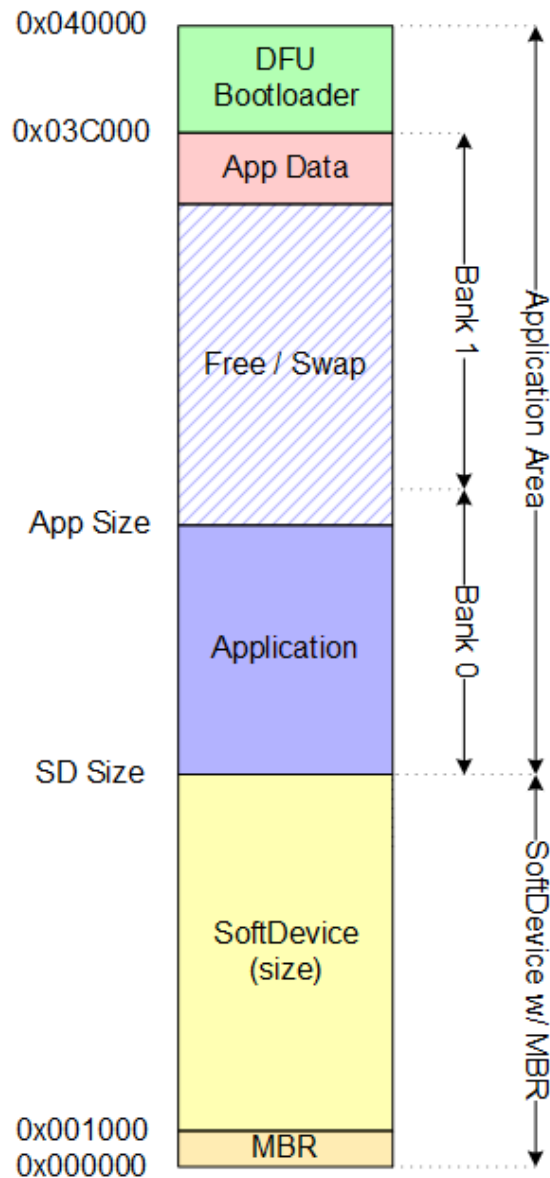 0x040000
DFU
Bootloader
0x03C000
App Data
Bank 1
Application Area
Free / Swap
App Size
Bank 0
Application
SD Size
SoftDevice
(size)
SoftDevice w/ MBR
0x001000
MBR
0x000000